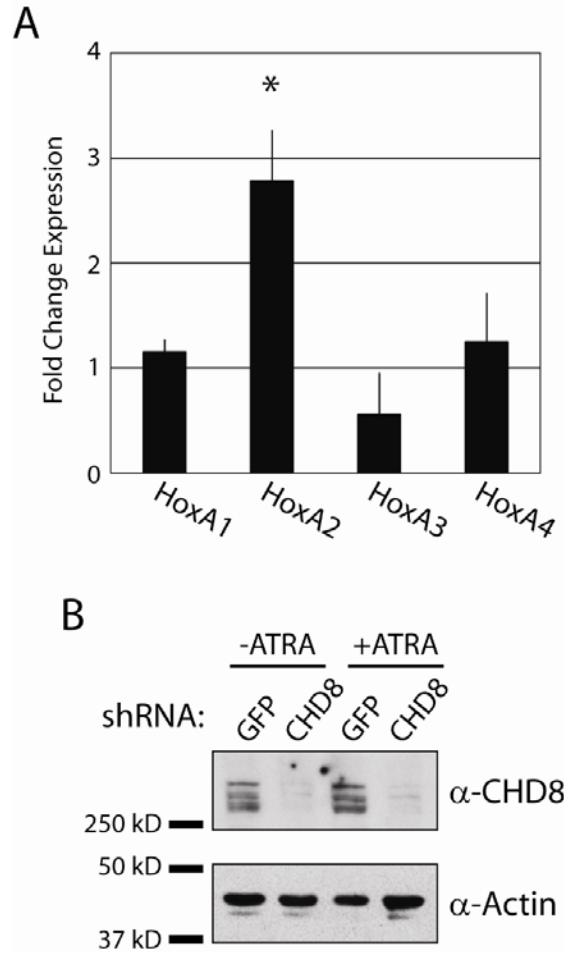 A
Fold Change Expression
4
3
2
1
0
*
HoxA1
HoxA2
HoxA3
HoxA4
B
-ATRA +ATRA
shRNA: GFP CHD8 GFP CHD8
α-CHD8
250 kD
50 kD
α-Actin
37 kD